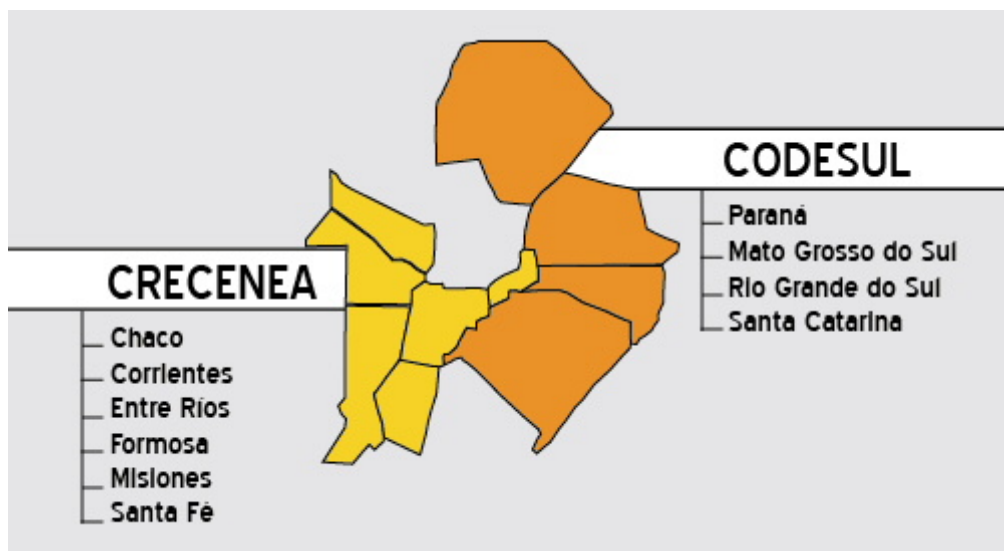 CODESUL
Paraná
Mato Grosso do Sul
Rio Grande do Sul
Santa Catarina
CRECENEA
Chaco
Corrientes
Entre Ríos
Formosa
Misiones
Santa Fé